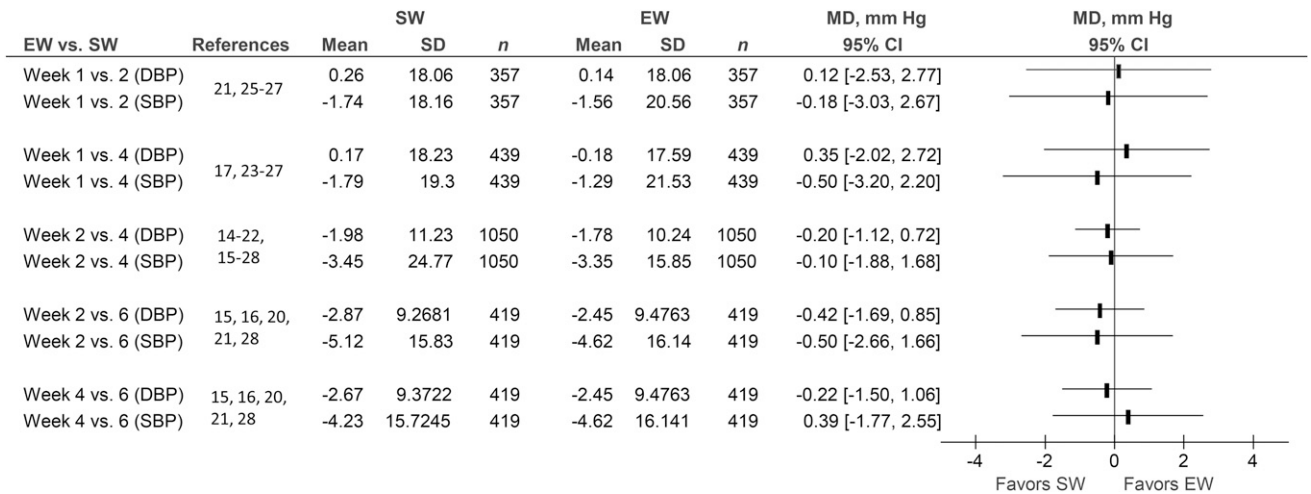 SW EW MD, mm Hg MD, mm Hg
EW vs. SW References Mean SD n Mean SD n 95% CI 95% CI
Week 1 vs. 2 (DBP) 21, 25-27 0.26 18.06 357 0.14 18.06 357 0.12 [-2.53, 2.77]
Week 1 vs. 2 (SBP) -1.74 18.16 357 -1.56 20.56 357 -0.18 [-3.03, 2.67]
Week 1 vs. 4 (DBP) 17, 23-27 0.17 18.23 439 -0.18 17.59 439 0.35 [-2.02, 2.72]
Week 1 vs. 4 (SBP) -1.79 19.3 439 -1.29 21.53 439 -0.50 [-3.20, 2.20]
Week 2 vs. 4 (DBP) 14-22, -1.98 11.23 1050 -1.78 10.24 1050 -0.20 [-1.12, 0.72]
Week 2 vs. 4 (SBP) 15-28 -3.45 24.77 1050 -3.35 15.85 1050 -0.10 [-1.88, 1.68]
Week 2 vs. 6 (DBP) 15, 16, 20, -2.87 9.2681 419 -2.45 9.4763 419 -0.42 [-1.69, 0.85]
Week 2 vs. 6 (SBP) 21, 28 -5.12 15.83 419 -4.62 16.14 419 -0.50 [-2.66, 1.66]
Week 4 vs. 6 (DBP) 15, 16, 20, -2.67 9.3722 419 -2.45 9.4763 419 -0.22 [-1.50, 1.06]
Week 4 vs. 6 (SBP) 21, 28 -4.23 15.7245 419 -4.62 16.141 419 0.39 [-1.77, 2.55]
-4 -2 0 2 4
Favors SW Favors EW